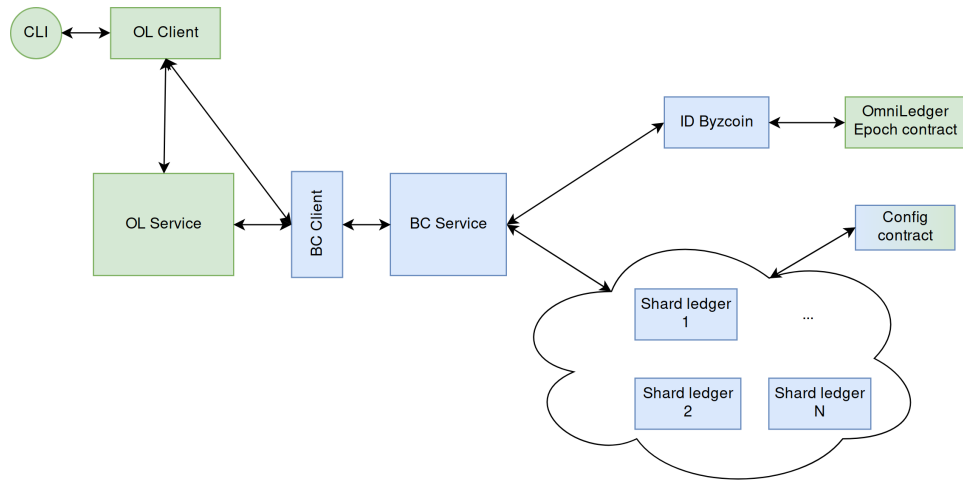 CLI
OL Client
ID Byzcoin
OmniLedger
Epoch contract
OL Service
BC Client
BC Service
Config
contract
Shard ledger
1
...
Shard ledger
2
Shard ledger
N